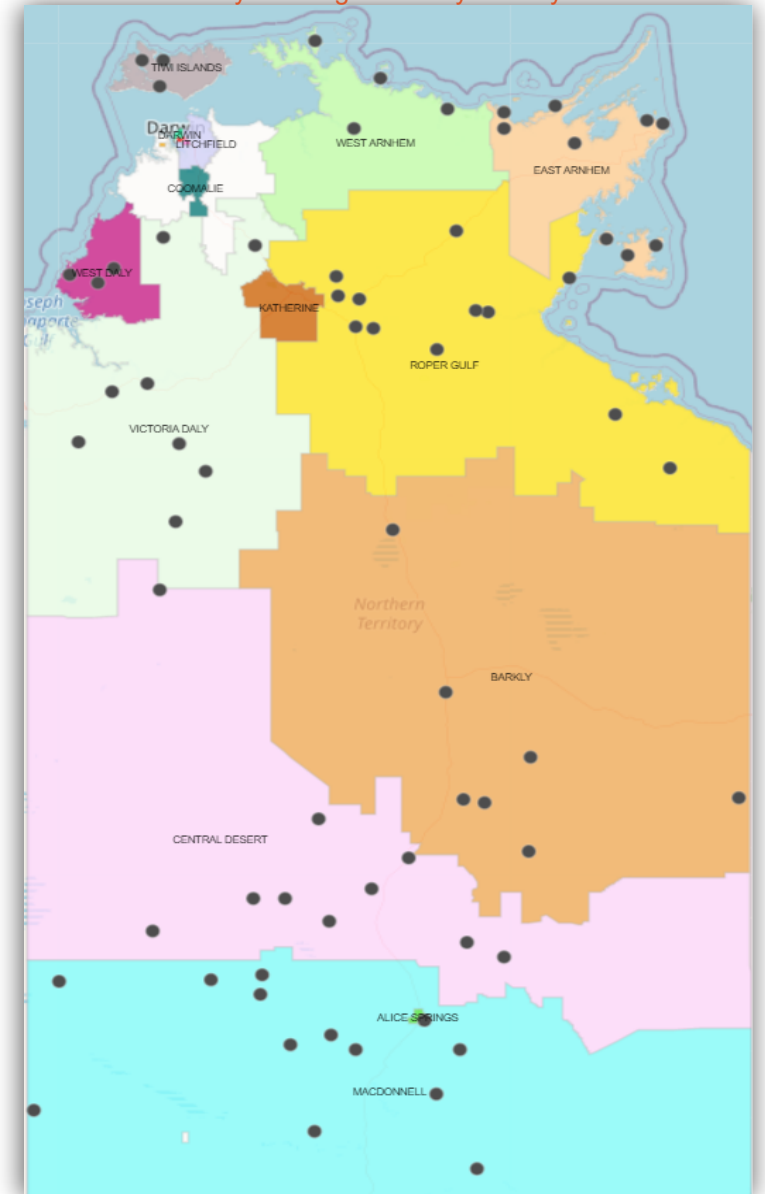 TIWI ISLANDS
Darwin
DARWIN
LITCHFIELD
WEST ARNHEM
EAST ARNHEM
COOMALIE
WEST DALY
KATHERINE
ROPER GULF
VICTORIA DALY
Northern
Territory
BARKLY
CENTRAL DESERT
ALICE SPRINGS
MACDONNELL